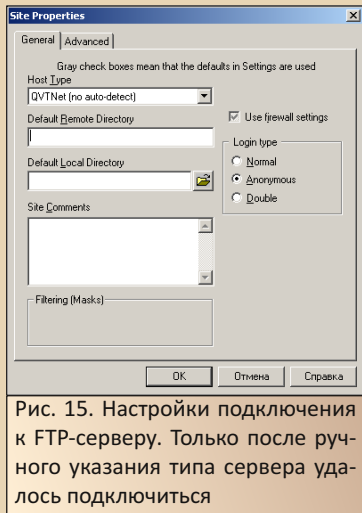 Site Properties
General
Advanced
Gray check boxes mean that the defaults in Settings are used
Host Type
QVTNet (no auto-detect)
Default Remote Directory
Use firewall settings
Login type
Normal
Anonymous
Double
Default Local Directory
Site Comments
Filtering (Masks)
OK
Отмена
Справка
Рис. 15. Настройки подключения
к FTP-серверу. Только после руч-
ного указания типа сервера уда-
лось подключиться